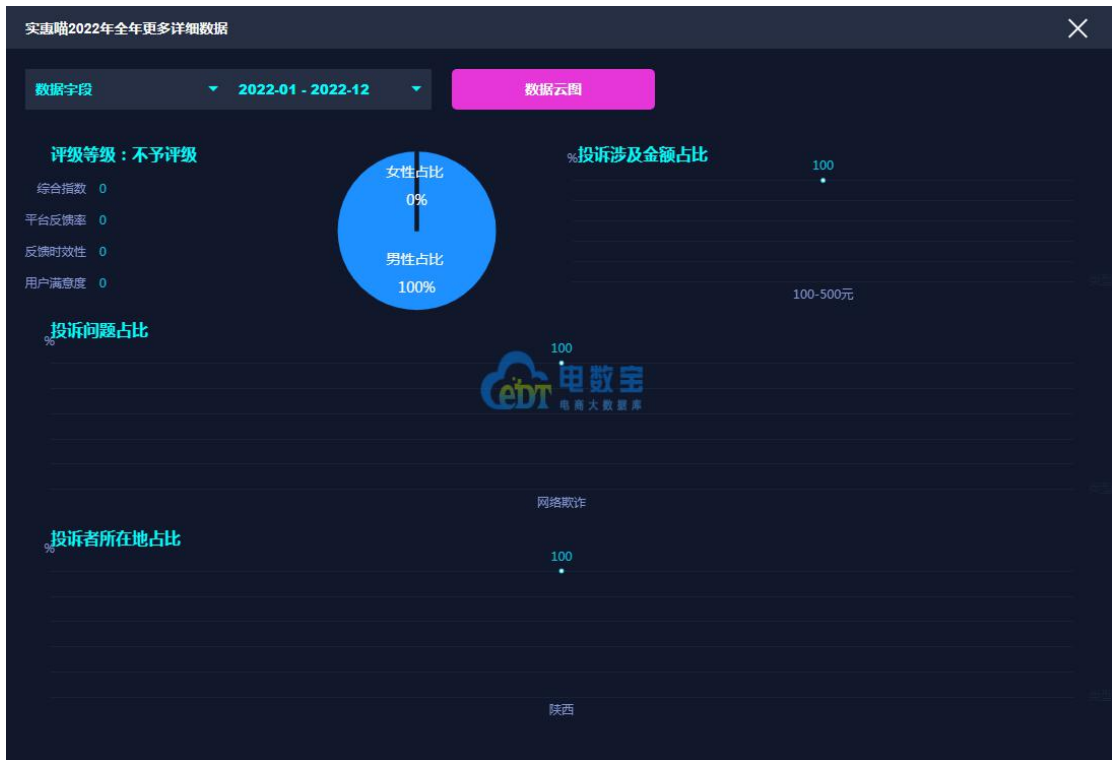 实惠喵2022年全年更多详细数据
数据字段
2022-01 - 2022-12
数据云图
评级等级：不予评级
综合指数 0
平台反馈率 0
反馈时效性 0
用户满意度 0
女性占比
0%
男性占比
100%
%投诉涉及金额占比
100
100-500元
%投诉问题占比
100
eDT 电数宝
电商大数据库
网络欺诈
%投诉者所在地占比
100
陕西